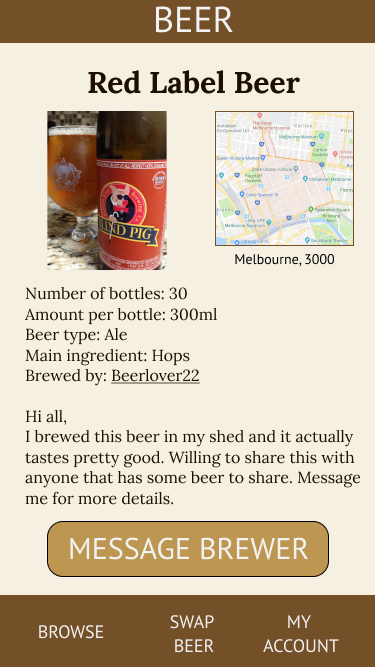 BEER
Red Label Beer
BLIND PIG
Melbourne, 3000
Number of bottles: 30
Amount per bottle: 300ml
Beer type: Ale
Main ingredient: Hops
Brewed by: Beerlover22
Hi all,
I brewed this beer in my shed and it actually
tastes pretty good. Willing to share this with
anyone that has some beer to share. Message
me for more details.
MESSAGE BREWER
BROWSE
SWAP
BEER
MY
ACCOUNT